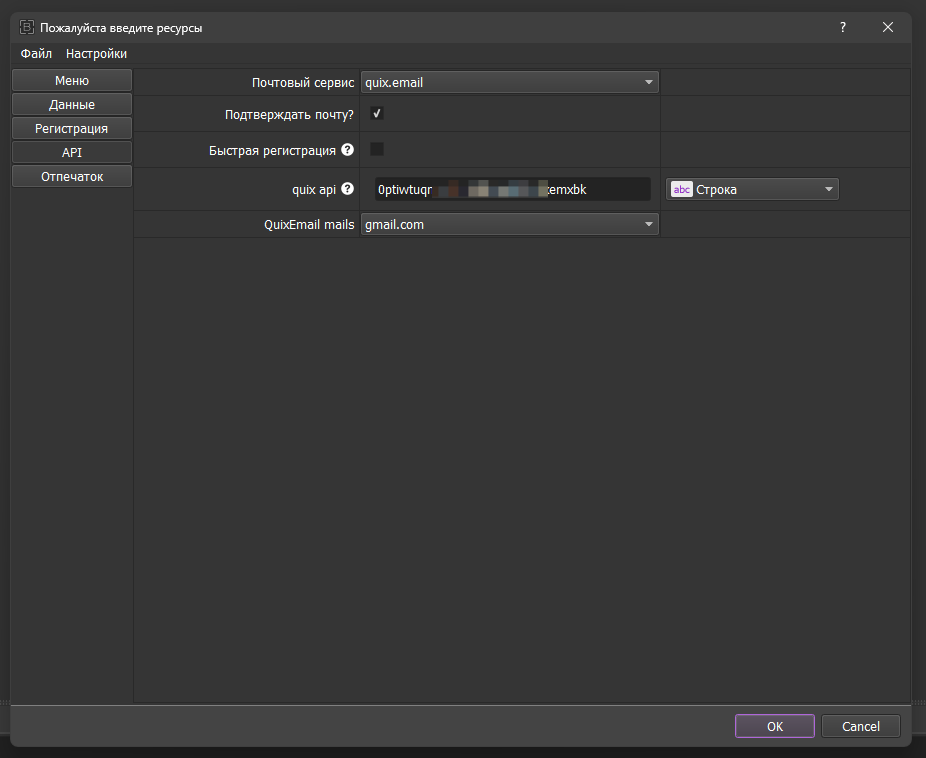 Пожалуйста введите ресурсы
?
Файл Настройки
Меню
Данные
Регистрация
API
Отпечаток
Почтовый сервис quix.email
Подтверждать почту?
Быстрая регистрация ?
quix api ? 0ptiwtuqr emxbk abc Строка
QuixEmail mails gmail.com
OK Cancel